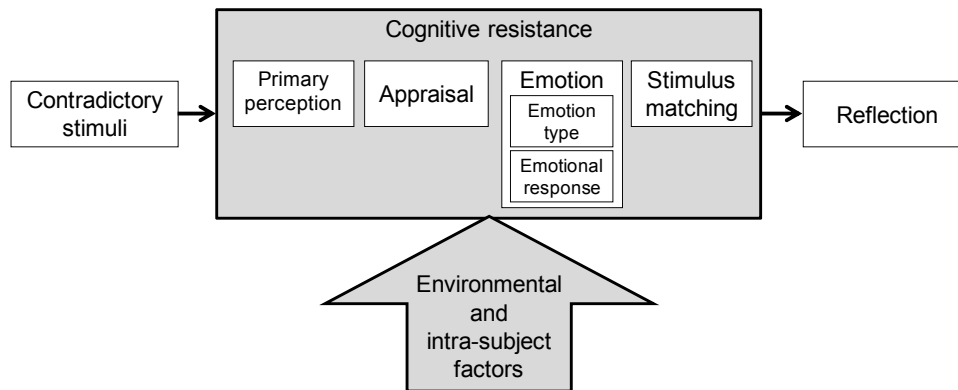 Cognitive resistance
Contradictory
stimuli
Primary
perception
Appraisal
Emotion
Emotion
type
Emotional
response
Stimulus
matching
Reflection
Environmental
and
intra-subject
factors